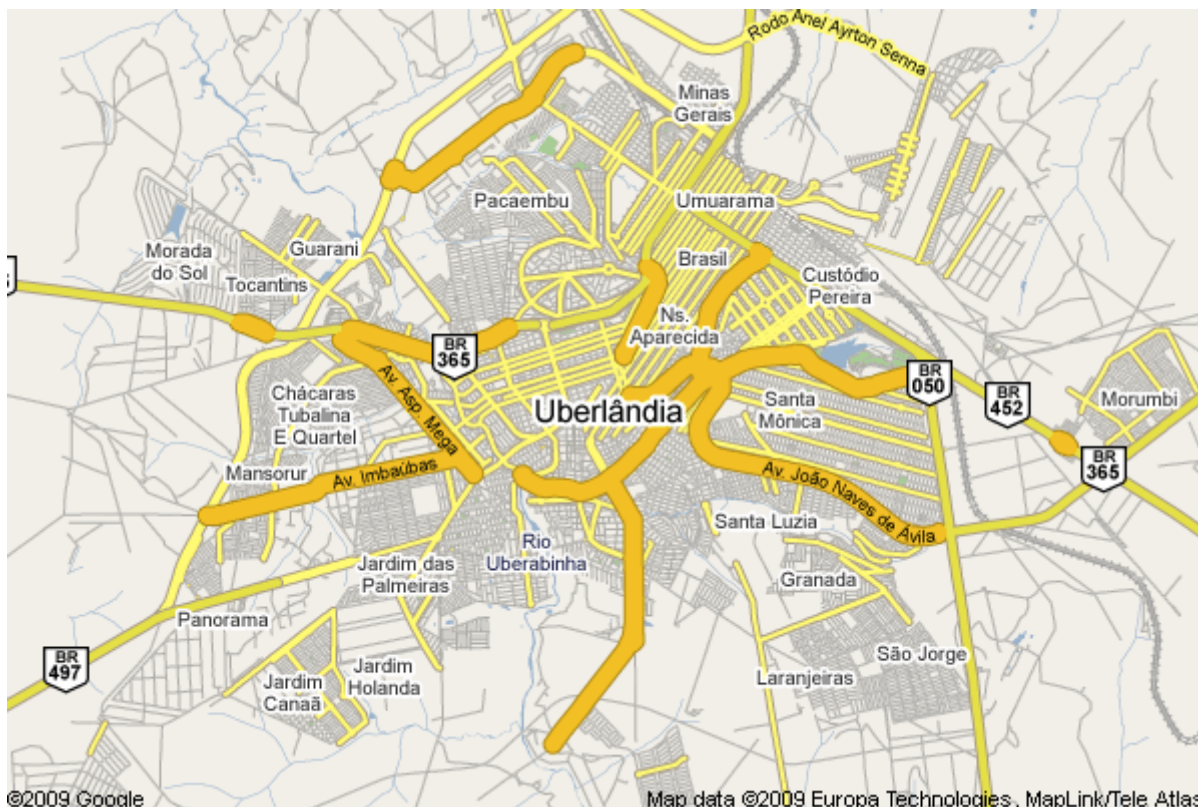 Rodo Anel Ayrton Senna
Minas
Gerais
Pacaembu
Umuarama
Morada
do Sol
Guarani
Tocantins
Brasil
Custódio
Pereira
Ns.
Aparecida
BR
365
BR
050
BR
452
Morumbi
Chácaras
Tubalina
E Quartel
Av. Asp. Mega
Uberlândia
Santa
Mônica
BR
365
Mansorur
Av. Imbaúbas
Av. João Naves de Ávila
Santa Luzia
Rio
Uberabinha
Jardim das
Palmeiras
Granada
Panorama
BR
497
Jardim
Canaã
Jardim
Holanda
Laranjeiras
São Jorge
©2009 Google
Map data ©2009 Europa Technologies, MapLink/Tele Atlas